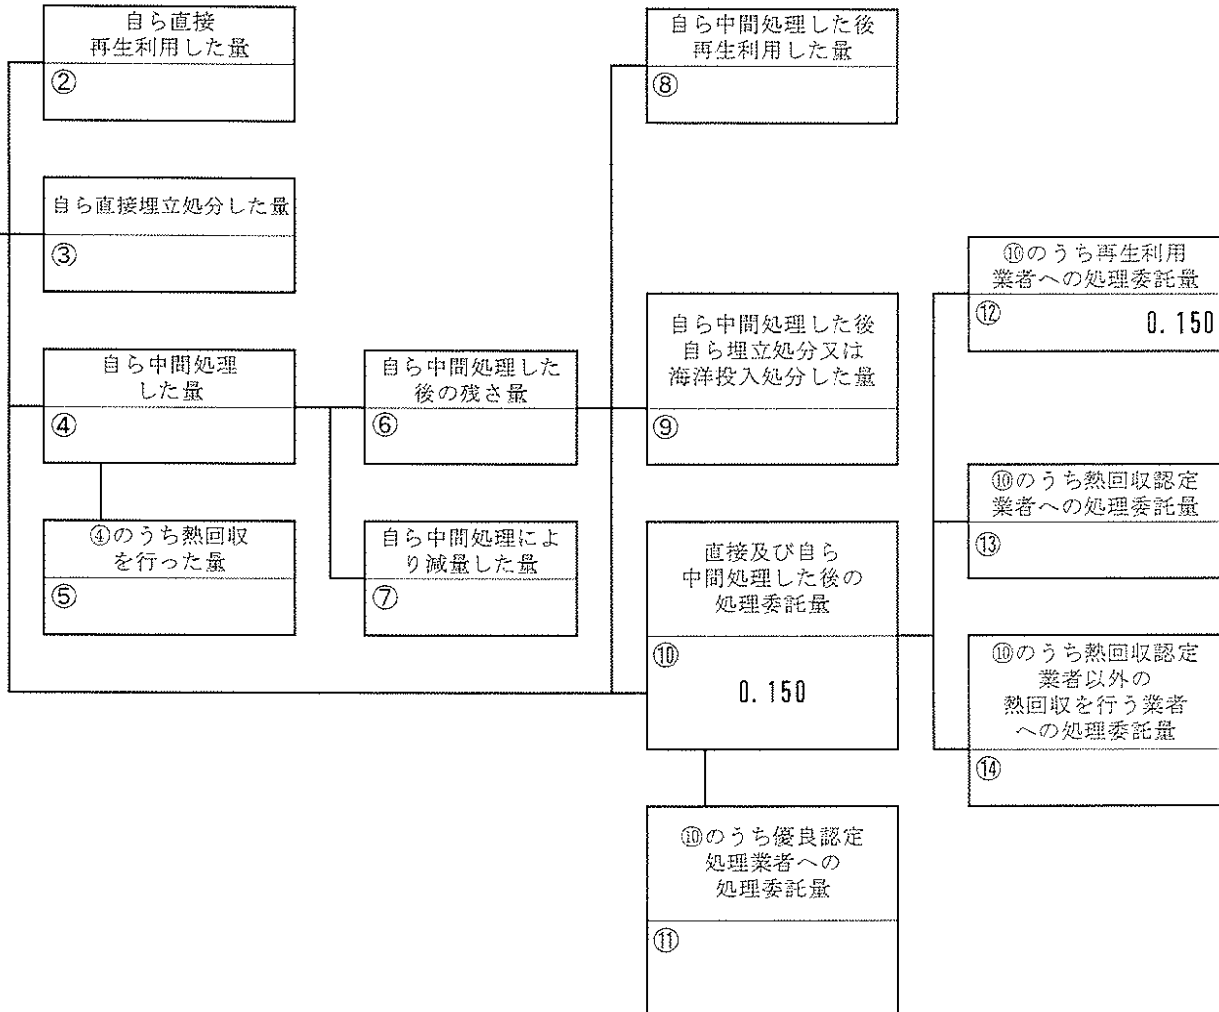 自ら直接
再生利用した量
②
自ら直接埋立処分した量
③
自ら中間処理
した量
④
④のうち熱回収
を行った量
⑤
自ら中間処理した
後の残さ量
⑥
自ら中間処理によ
り減量した量
⑦
自ら中間処理した後
再生利用した量
⑧
自ら中間処理した後
自ら埋立処分又は
海洋投入処分した量
⑨
直接及び自ら
中間処理した後の
処理委託量
⑩
0.150
⑩のうち優良認定
処理業者への
処理委託量
⑪
⑩のうち再生利用
業者への処理委託量
⑫ 0.150
⑩のうち熱回収認定
業者への処理委託量
⑬
⑩のうち熱回収認定
業者以外の
熱回収を行う業者
への処理委託量
⑭